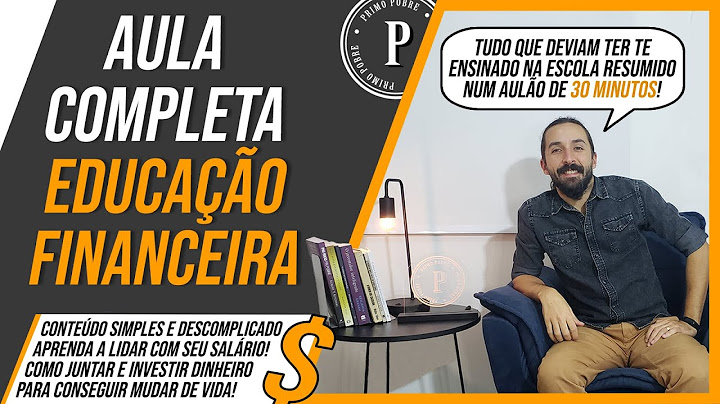 PRIMO POBRE
P
PRIMO POBRE
AULA
COMPLETA
EDUCAÇÃO
FINANCEIRA
TUDO QUE DEVIAM TER TE
ENSINADO NA ESCOLA RESUMIDO
NUM AULÃO DE 30 MINUTOS!
PRIMO POBRE
P
CONTEÚDO SIMPLES E DESCOMPLICADO
APRENDA A LIDAR COM SEU SALÁRIO!
COMO JUNTAR E INVESTIR DINHEIRO
PARA CONSEGUIR MUDAR DE VIDA!
$